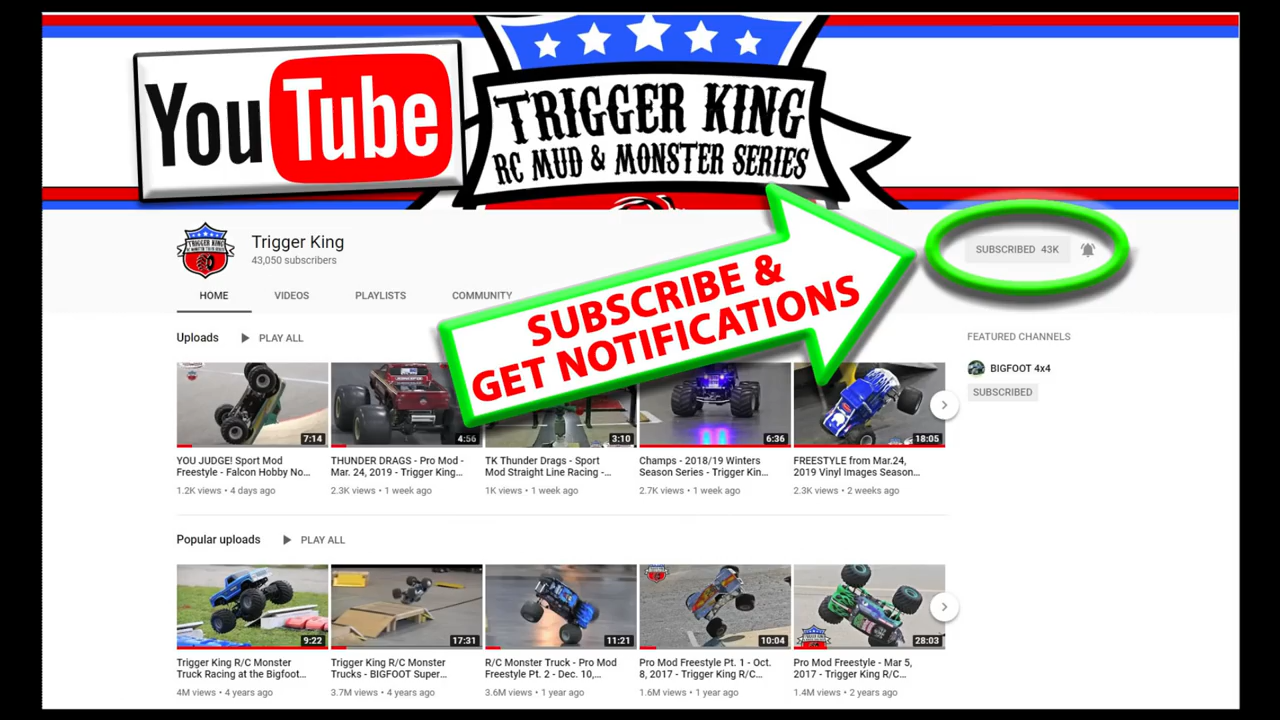 YouTube
TRIGGER KING
RC MUD & MONSTER SERIES
Trigger King
43,050 subscribers
SUBSCRIBED 43K
HOME VIDEOS PLAYLISTS COMMUNITY
SUBSCRIBE &
GET NOTIFICATIONS
Uploads PLAY ALL
FEATURED CHANNELS
BIGFOOT 4x4
SUBSCRIBED
7:14
4:56
3:10
6:36
18:05
YOU JUDGE! Sport Mod
Freestyle - Falcon Hobby No...
1.2K views • 4 days ago
THUNDER DRAGS - Pro Mod -
Mar. 24, 2019 - Trigger King...
2.3K views • 1 week ago
TK Thunder Drags - Sport
Mod Straight Line Racing -...
1K views • 1 week ago
Champs - 2018/19 Winters
Season Series - Trigger Kin...
2.7K views • 1 week ago
FREESTYLE from Mar.24,
2019 Vinyl Images Season...
2.3K views • 2 weeks ago
Popular uploads PLAY ALL
9:22
17:31
11:21
10:04
28:03
Trigger King R/C Monster
Truck Racing at the Bigfoot...
4M views • 4 years ago
Trigger King R/C Monster
Trucks - BIGFOOT Super...
3.7M views • 4 years ago
R/C Monster Truck - Pro Mod
Freestyle Pt. 2 - Dec. 10,...
3.6M views • 1 year ago
Pro Mod Freestyle Pt. 1 - Oct.
8, 2017 - Trigger King R/C...
1.6M views • 1 year ago
Pro Mod Freestyle - Mar 5,
2017 - Trigger King R/C...
1.4M views • 2 years ago